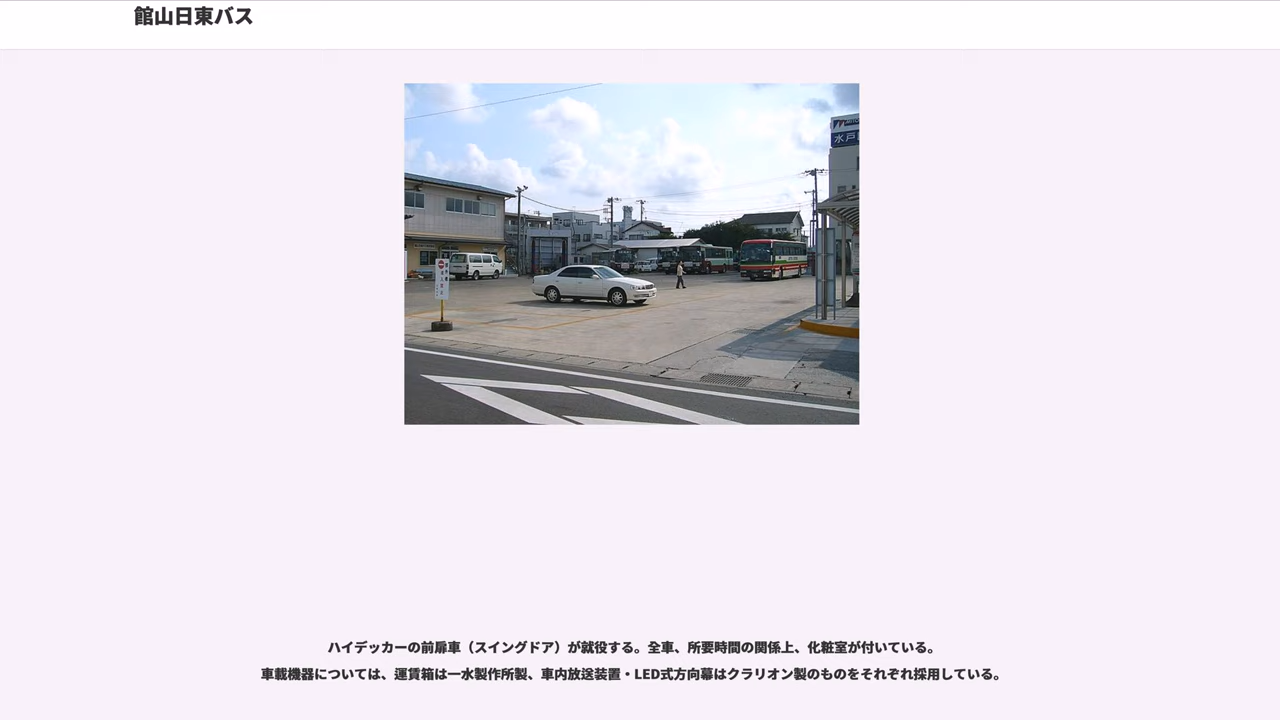 館山日東バス
水戸
ハイデッカーの前扉車（スイングドア）が就役する。全車、所要時間の関係上、化粧室が付いている。
車載機器については、運賃箱は一水製作所製、車内放送装置・LED式方向幕はクラリオン製のものをそれぞれ採用している。